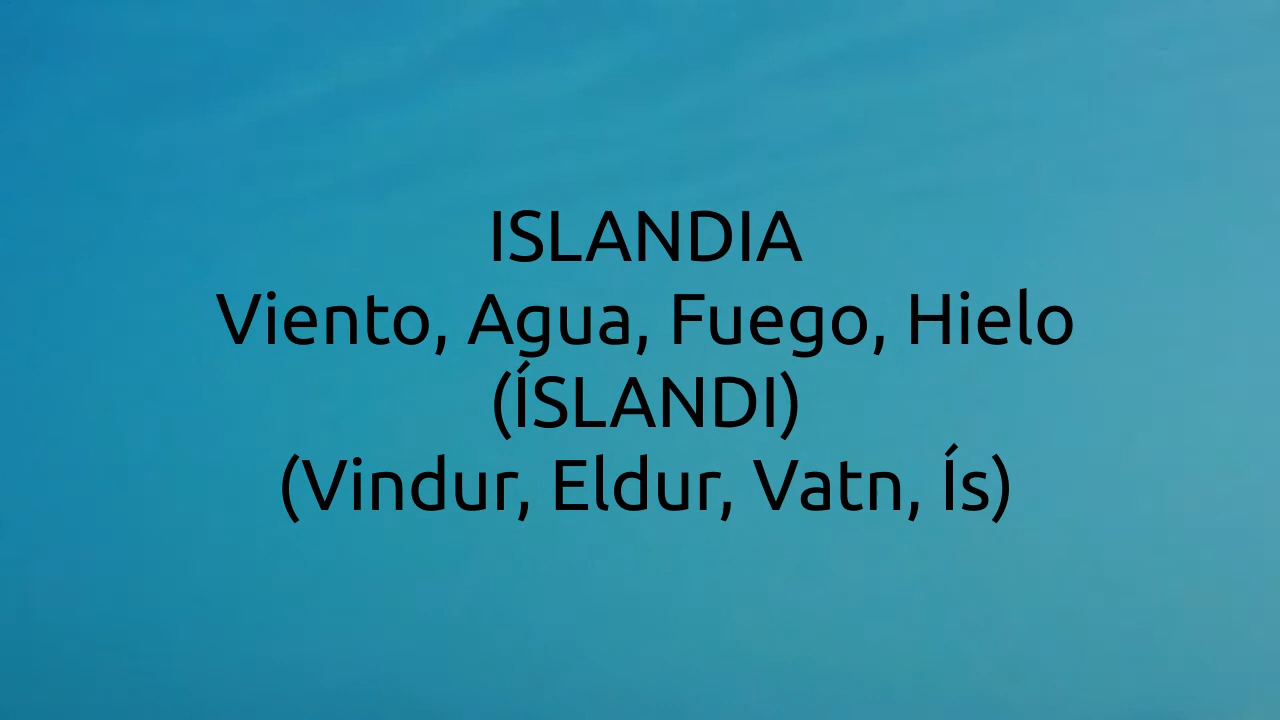 ISLANDIA
Viento, Agua, Fuego, Hielo
(ÍSLANDI)
(Vindur, Eldur, Vatn, Ís)